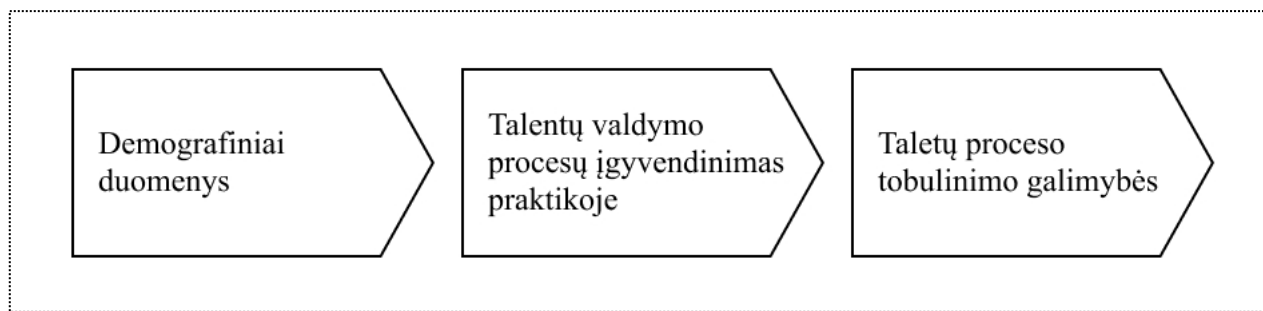 Demografiniai
duomenys
Talentų valdymo
procesų įgyvendinimas
praktikoje
Taletų proceso
tobulinimo galimybės